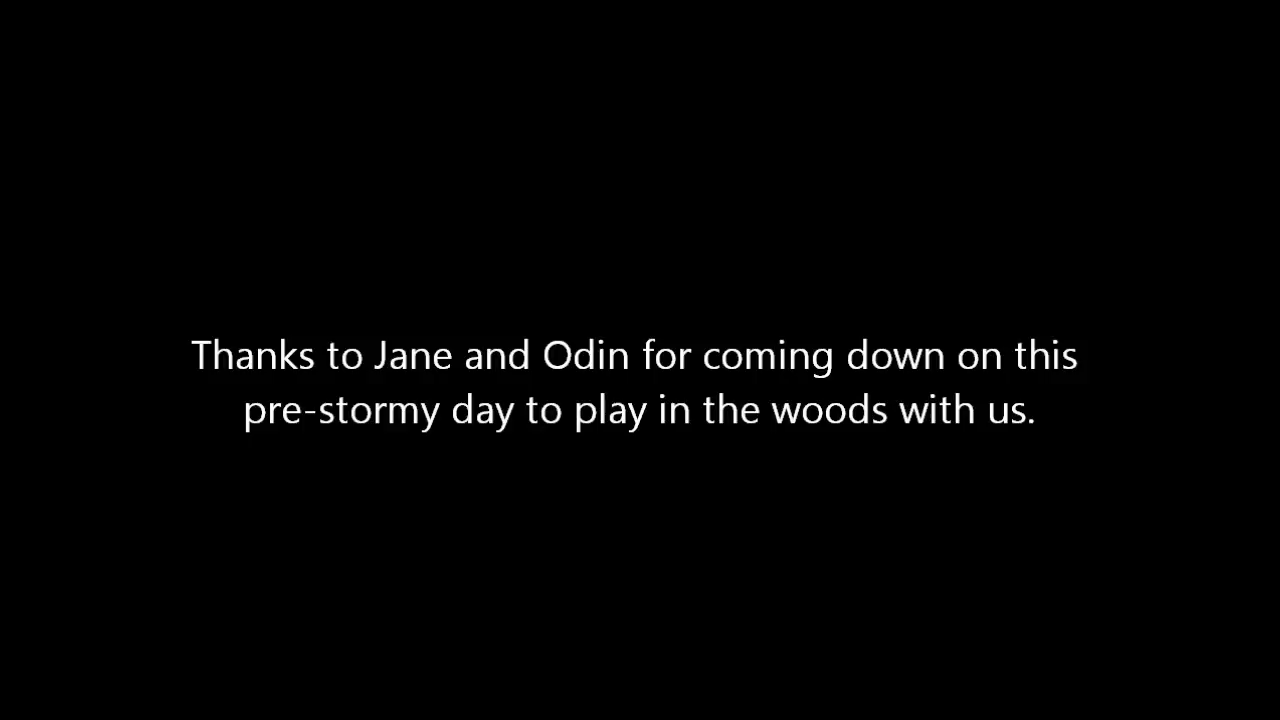 Thanks to Jane and Odin for coming down on this
pre-stormy day to play in the woods with us.